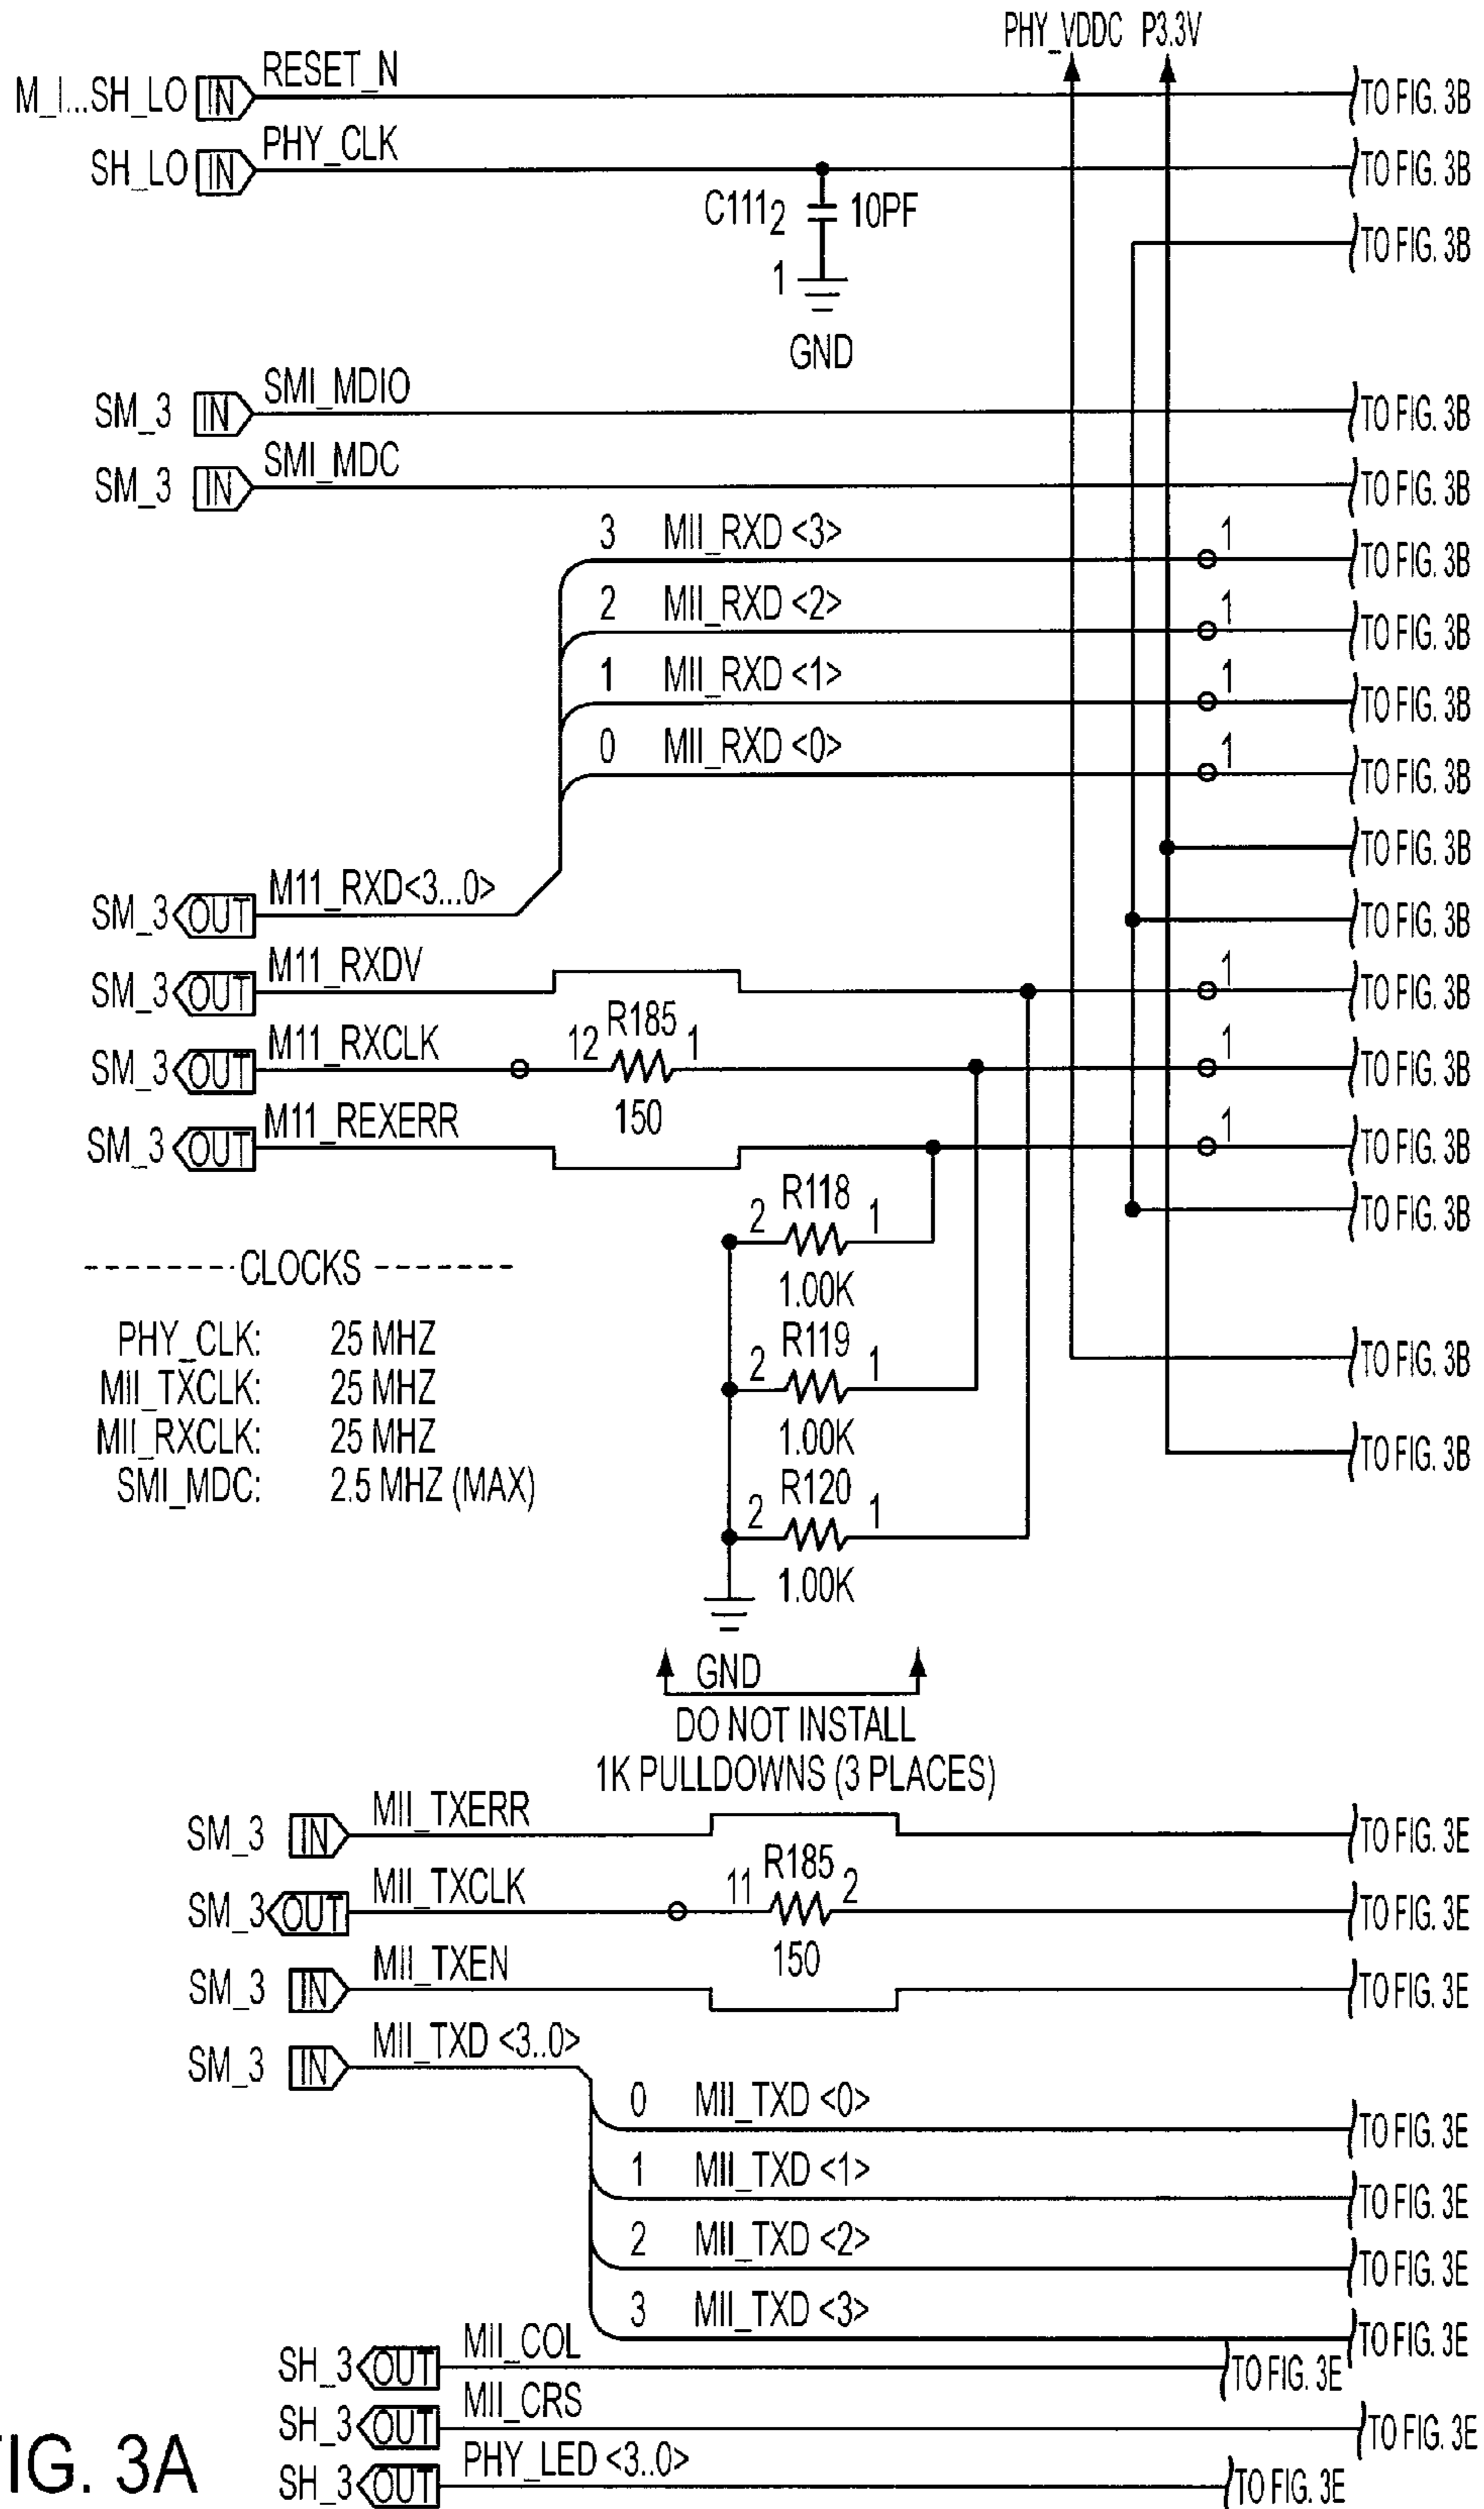 PHY_VDDC P3.3V
M_I...SH_LO IN RESET_N TO FIG. 3B
SH_LO IN PHY_CLK TO FIG. 3B
C111 2 10PF
TO FIG. 3B
1
GND
SM_3 IN SMI_MDIO TO FIG. 3B
SM_3 IN SMI_MDC TO FIG. 3B
3 MII_RXD <3> 1 TO FIG. 3B
2 MII_RXD <2> 1 TO FIG. 3B
1 MII_RXD <1> 1 TO FIG. 3B
0 MII_RXD <0> 1 TO FIG. 3B
TO FIG. 3B
SM_3 OUT M11_RXD<3...0> TO FIG. 3B
SM_3 OUT M11_RXDV 1 TO FIG. 3B
SM_3 OUT M11_RXCLK 12 R185 1 1 TO FIG. 3B
150
SM_3 OUT M11_REXERR 1 TO FIG. 3B
2 R118 1 TO FIG. 3B
1.00K
------- CLOCKS -------
PHY_CLK: 25 MHZ
2 R119 1 TO FIG. 3B
MII_TXCLK: 25 MHZ
MII_RXCLK: 25 MHZ
1.00K TO FIG. 3B
SMI_MDC: 2.5 MHZ (MAX)
2 R120 1
1.00K
GND
DO NOT INSTALL
1K PULLDOWNS (3 PLACES)
SM_3 IN MII_TXERR TO FIG. 3E
SM_3 OUT MII_TXCLK 11 R185 2 TO FIG. 3E
150
SM_3 IN MII_TXEN TO FIG. 3E
SM_3 IN MII_TXD <3..0>
0 MII_TXD <0> TO FIG. 3E
1 MII_TXD <1> TO FIG. 3E
2 MII_TXD <2> TO FIG. 3E
3 MII_TXD <3> TO FIG. 3E
SH_3 OUT MII_COL TO FIG. 3E
SH_3 OUT MII_CRS TO FIG. 3E
SH_3 OUT PHY_LED <3..0> TO FIG. 3E
IG. 3A